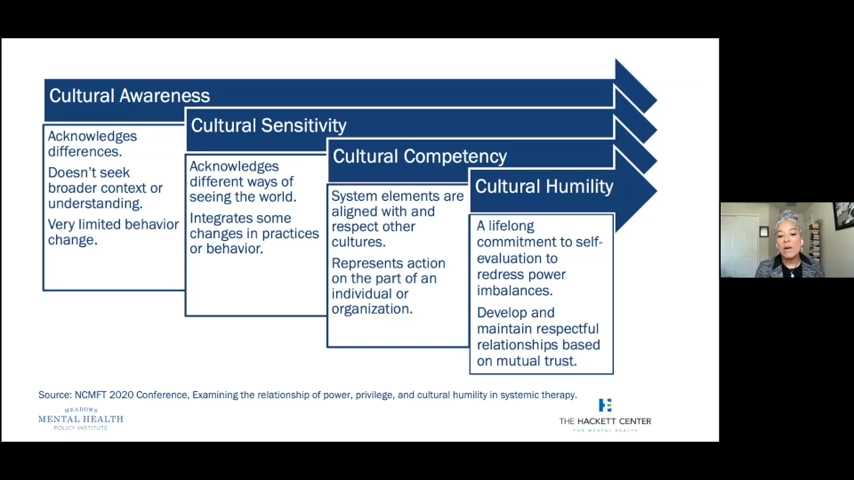 Cultural Awareness
Acknowledges
differences.
Doesn't seek
broader context or
understanding.
Very limited behavior
change.
Cultural Sensitivity
Acknowledges
different ways of
seeing the world.
Integrates some
changes in practices
or behavior.
Cultural Competency
System elements are
aligned with and
respect other
cultures.
Represents action
on the part of an
individual or
organization.
Cultural Humility
A lifelong
commitment to self-
evaluation to
redress power
imbalances.
Develop and
maintain respectful
relationships based
on mutual trust.
Source: NCMFT 2020 Conference, Examining the relationship of power, privilege, and cultural humility in systemic therapy.
MEADOWS
MENTAL HEALTH
POLICY INSTITUTE
THE HACKETT CENTER
FOR MENTAL HEALTH